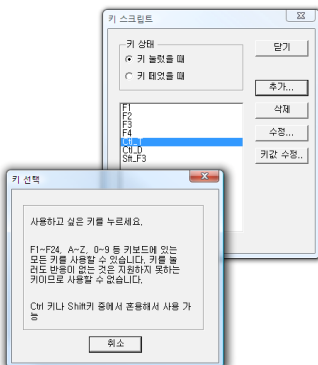 키 스크립트
키 상태
키 눌렀을 때
키 떼었을 때
닫기
추가...
삭제
수정...
키값 수정..
F1
F2
F3
F4
Ctl_T
Ctl_D
Sft_F3
키 선택
사용하고 싶은 키를 누르세요.
F1~F24, A~Z, 0~9 등 키보드에 있는
모든 키를 사용할 수 있습니다. 키를 눌
러도 반응이 없는 것은 지원하지 못하는
키이므로 사용할 수 없습니다.
Ctrl 키나 Shift키 중에서 혼용해서 사용 가
능
취소